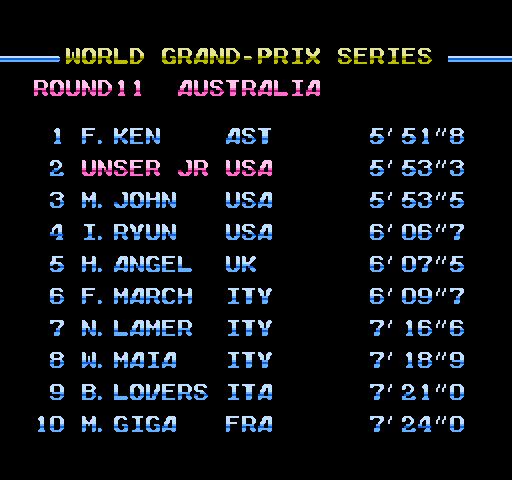 WORLD GRAND-PRIX SERIES
ROUND11 AUSTRALIA
1 F. KEN AST 5'51"8
2 UNSER JR USA 5'53"3
3 M. JOHN USA 5'53"5
4 I. RYUN USA 6'06"7
5 H. ANGEL UK 6'07"5
6 F. MARCH ITY 6'09"7
7 N. LAMER ITY 7'16"6
8 W. MAIA ITY 7'18"9
9 B. LOVERS ITA 7'21"0
10 M. GIGA FRA 7'24"0